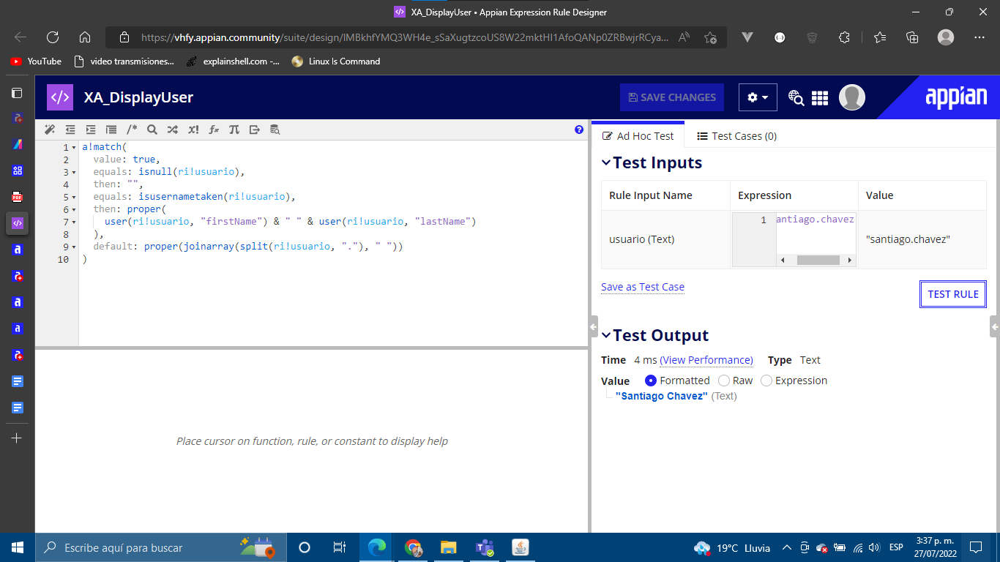 XA_DisplayUser • Appian Expression Rule Designer
https://vhfy.appian.community/suite/design/lMBkhfYMQ3WH4e_sSaXugtzcoUS8W22mktHI1AfoQANp0ZRBwjrRCya...
YouTube
video transmisiones...
explainshell.com -...
Linux Is Command
XA_DisplayUser
SAVE CHANGES
appian
1 a!match(
2 value: true,
3 equals: isnull(ri!usuario),
4 then: "",
5 equals: isusernametaken(ri!usuario),
6 then: proper(
7 user(ri!usuario, "firstName") & " " & user(ri!usuario, "lastName")
8 ),
9 default: proper(joinarray(split(ri!usuario, "."), " "))
10 )
Place cursor on function, rule, or constant to display help
Ad Hoc Test
Test Cases (0)
Test Inputs
Rule Input Name Expression Value
usuario (Text) 1 antiago.chavez "santiago.chavez"
Save as Test Case
TEST RULE
Test Output
Time 4 ms (View Performance) Type Text
Value Formatted Raw Expression
"Santiago Chavez" (Text)
Escribe aquí para buscar
19°C Lluvia
ESP
3:37 p. m.
27/07/2022